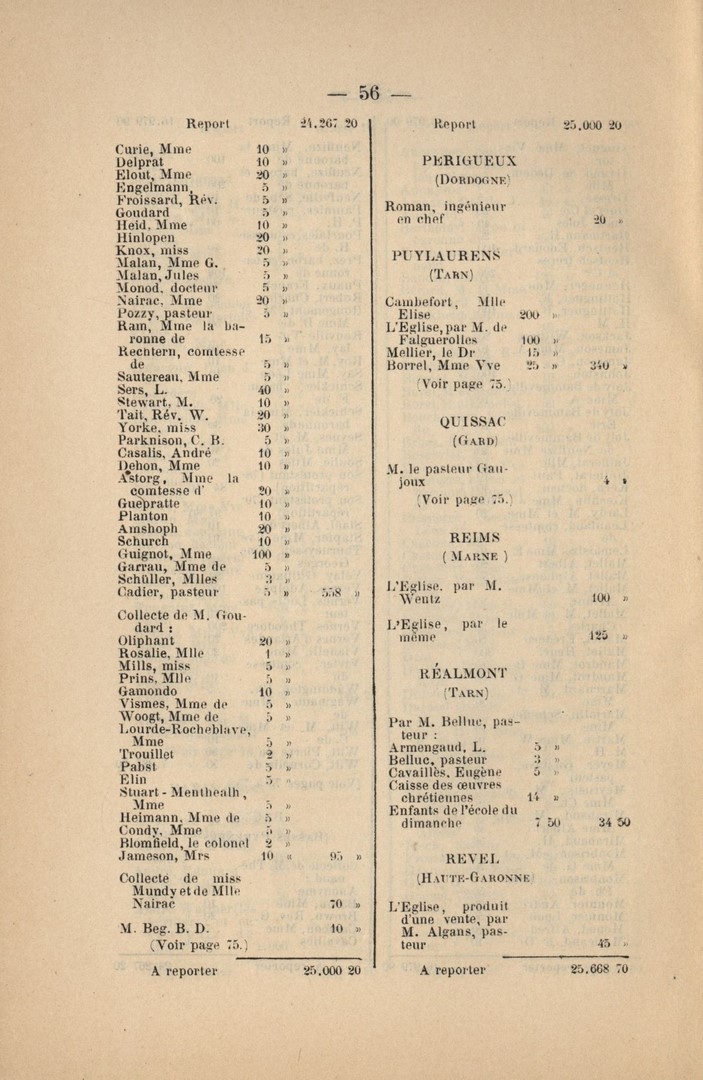 — 56 —
Report 24.267 20
Curie, Mme 10 »
Delprat 10 »
Elout, Mme 20 »
Engelmann, 5 »
Froissard, Rév. 5 »
Goudard 5 »
Heid, Mme 10 »
Hinlopen 20 »
Knox, miss 20 »
Malan, Mme G. 5 »
Malan, Jules 5 »
Monod, docteur 5 »
Nairac, Mme 20 »
Pozzy, pasteur 5 »
Ram, Mme la ba-
ronne de 15 »
Rechtern, comtesse
de 5 »
Sautereau, Mme 5 »
Sers, L. 40 »
Stewart, M. 10 »
Tait, Rév. W. 20 »
Yorke, miss 30 »
Parknison, C. B. 5 »
Casalis, André 10 »
Dehon, Mme 10 »
Astorg, Mme la
comtesse d' 20 »
Guépratte 10 »
Planton 10 »
Amshoph 20 »
Schurch 10 »
Guignot, Mme 100 »
Garrau, Mme de 5 »
Schüller, Mlles 3 »
Cadier, pasteur 5 » 558 »
Collecte de M. Gou-
dard :
Oliphant 20 »
Rosalie, Mlle 1 »
Mills, miss 5 »
Prins, Mlle 5 »
Gamondo 10 »
Vismes, Mme de 5 »
Woogt, Mme de 5 »
Lourde-Rocheblave,
Mme 5 »
Trouillet 2 »
Pabst 5 »
Elin 5 »
Stuart - Menthealh,
Mme 5 »
Heimann, Mme de 5 »
Condy, Mme 5 »
Blomfield, le colonel 2 »
Jameson, Mrs 10 « 95 »
Collecte de miss
Mundy et de Mlle
Nairac 70 »
M. Beg. B. D. 10 »
(Voir page 75.)
A reporter 25.000 20
Report 25.000 20
PERIGUEUX
(DORDOGNE)
Roman, ingénieur
en chef 20 »
PUYLAURENS
(TARN)
Cambefort, Mlle
Elise 200 »
L'Eglise, par M. de
Falguerolles 100 »
Mellier, le Dr 15 »
Borrel, Mme Vve 25 » 340 »
(Voir page 75.)
QUISSAC
(GARD)
M. le pasteur Gau-
joux 4 »
(Voir page 75.)
REIMS
(MARNE)
L'Eglise, par M.
Wentz 100 »
L'Eglise, par le
même 125 »
RÉALMONT
(TARN)
Par M. Belluc, pas-
teur :
Armengaud, L. 5 »
Belluc, pasteur 3 »
Cavaillès, Eugène 5 »
Caisse des œuvres
chrétiennes 14 »
Enfants de l'école du
dimanche 7 50 34 50
REVEL
(HAUTE-GARONNE)
L'Eglise, produit
d'une vente, par
M. Algans, pas-
teur 45 »
A reporter 25.668 70